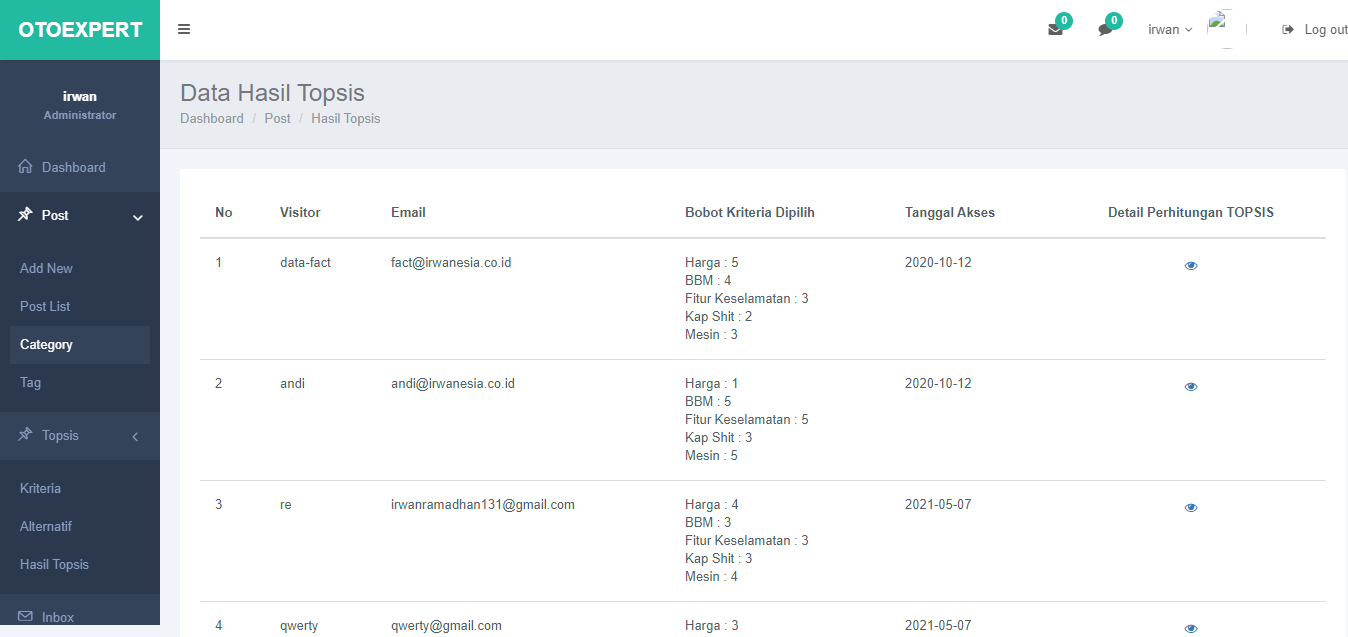 OTOEXPERT
0
0
irwan
Log out
irwan
Administrator
Dashboard
Post
Add New
Post List
Category
Tag
Topsis
Kriteria
Alternatif
Hasil Topsis
Inbox
Data Hasil Topsis
Dashboard / Post / Hasil Topsis
No Visitor Email Bobot Kriteria Dipilih Tanggal Akses Detail Perhitungan TOPSIS
1 data-fact fact@irwanesia.co.id Harga : 5 2020-10-12
BBM : 4
Fitur Keselamatan : 3
Kap Shit : 2
Mesin : 3
2 andi andi@irwanesia.co.id Harga : 1 2020-10-12
BBM : 5
Fitur Keselamatan : 5
Kap Shit : 3
Mesin : 5
3 re irwanramadhan131@gmail.com Harga : 4 2021-05-07
BBM : 3
Fitur Keselamatan : 3
Kap Shit : 3
Mesin : 4
4 qwerty qwerty@gmail.com Harga : 3 2021-05-07